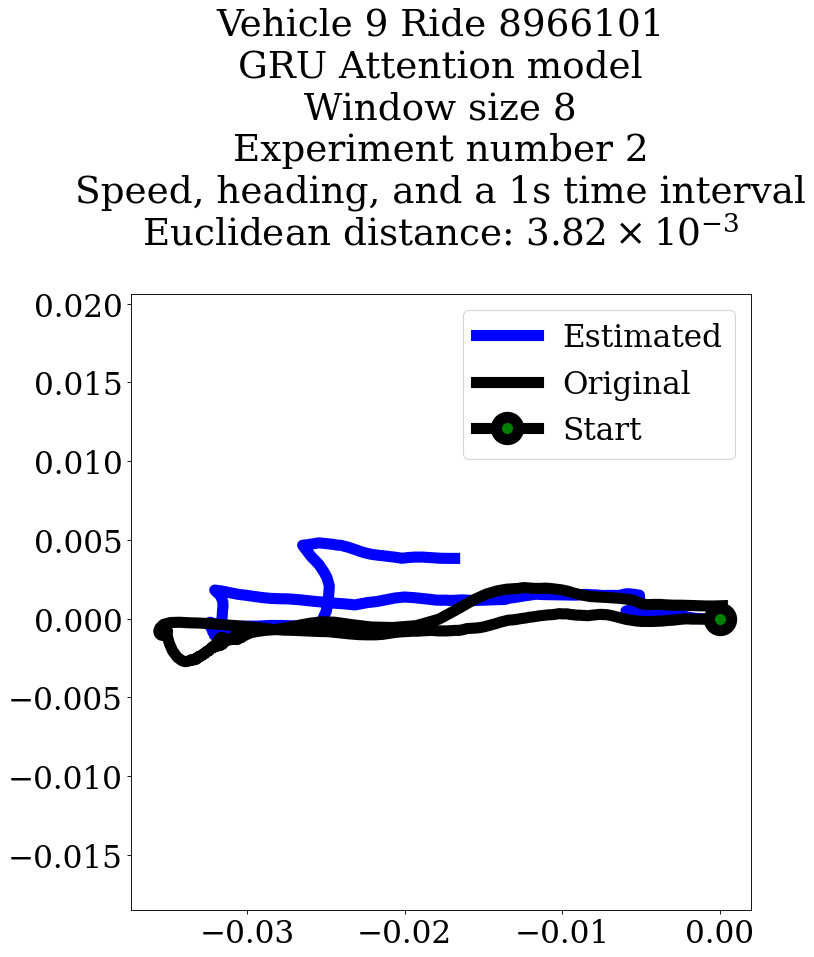 Vehicle 9 Ride 8966101
GRU Attention model
Window size 8
Experiment number 2
Speed, heading, and a 1s time interval
Euclidean distance: 3.82 × 10⁻³
Estimated
Original
Start
0.020
0.015
0.010
0.005
0.000
−0.005
−0.010
−0.015
−0.03 −0.02 −0.01 0.00